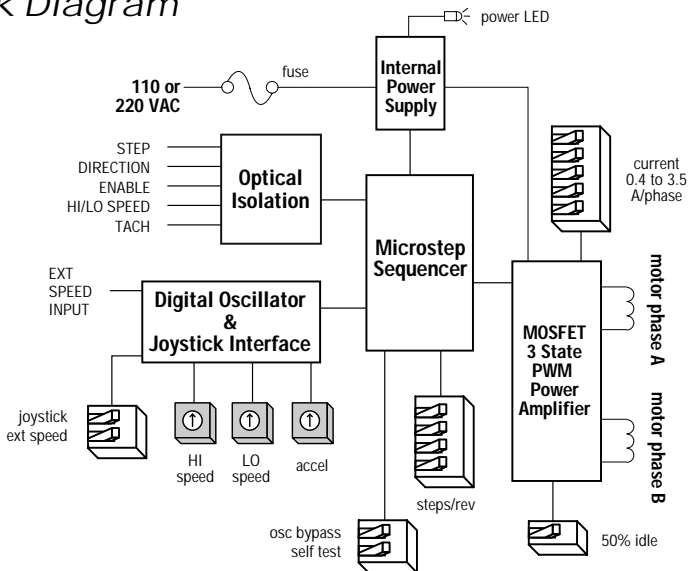 k Diagram
power LED
fuse
Internal
Power
Supply
110 or
220 VAC
STEP
DIRECTION
ENABLE
HI/LO SPEED
TACH
Optical
Isolation
current
0.4 to 3.5
A/phase
Microstep
Sequencer
EXT
SPEED
INPUT
Digital Oscillator
&
Joystick Interface
MOSFET
3 State
PWM
Power
Amplifier
motor phase A
motor phase B
joystick
ext speed
HI
speed
LO
speed
accel
steps/rev
osc bypass
self test
50% idle